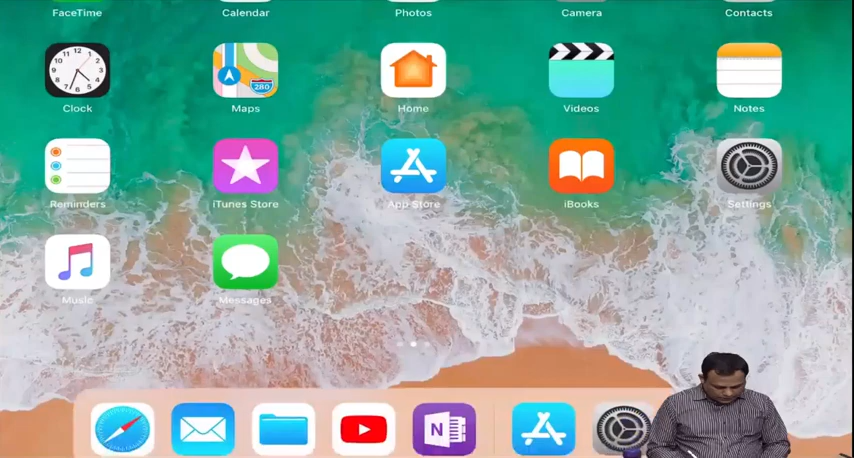 FaceTime Calendar Photos Camera Contacts
Clock Maps Home Videos Notes
Reminders iTunes Store App Store iBooks Settings
Music Messages